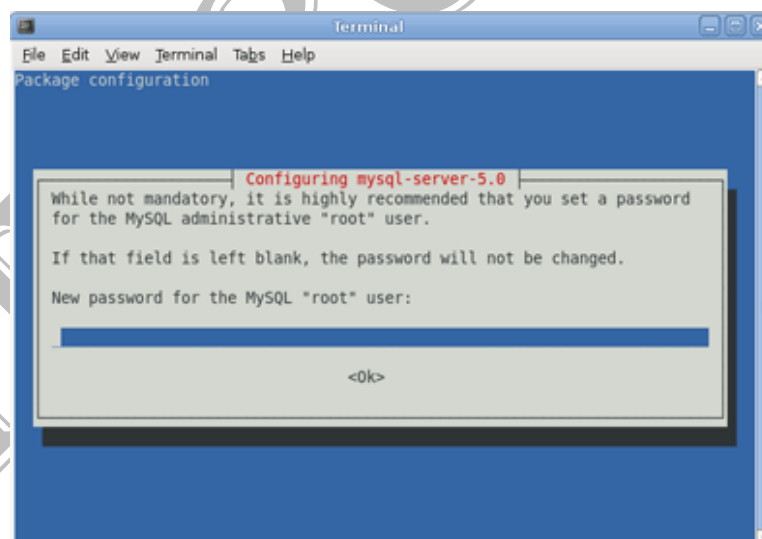 Terminal
File Edit View Terminal Tabs Help
Package configuration
Configuring mysql-server-5.0
While not mandatory, it is highly recommended that you set a password
for the MySQL administrative "root" user.
If that field is left blank, the password will not be changed.
New password for the MySQL "root" user:
<Ok>